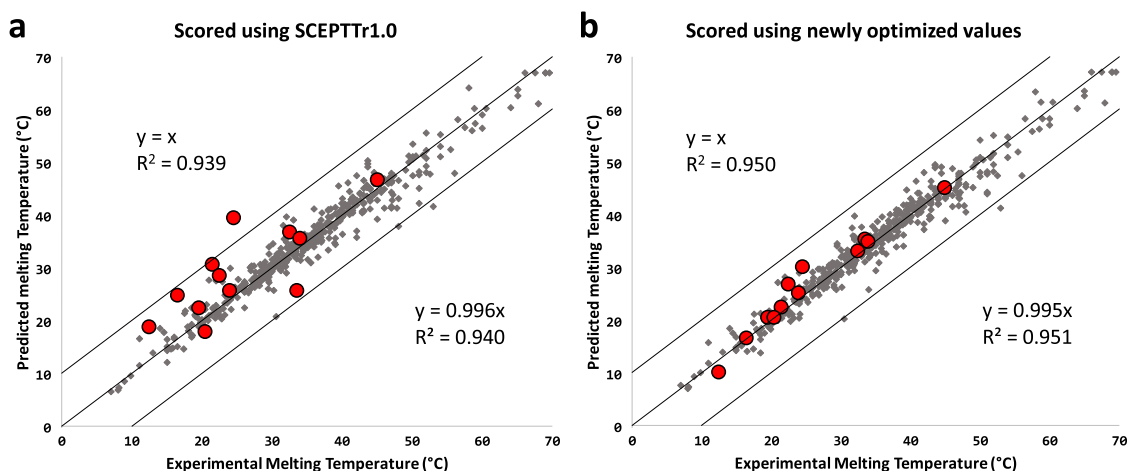 a
Scored using SCEPTTr1.0
Predicted melting Temperature (°C)
70
60
50
40
30
20
10
0
y = x
R² = 0.939
y = 0.996x
R² = 0.940
0 10 20 30 40 50 60 70
Experimental Melting Temperature (°C)
b
Scored using newly optimized values
Predicted melting Temperature (°C)
70
60
50
40
30
20
10
0
y = x
R² = 0.950
y = 0.995x
R² = 0.951
0 10 20 30 40 50 60 70
Experimental Melting Temperature (°C)